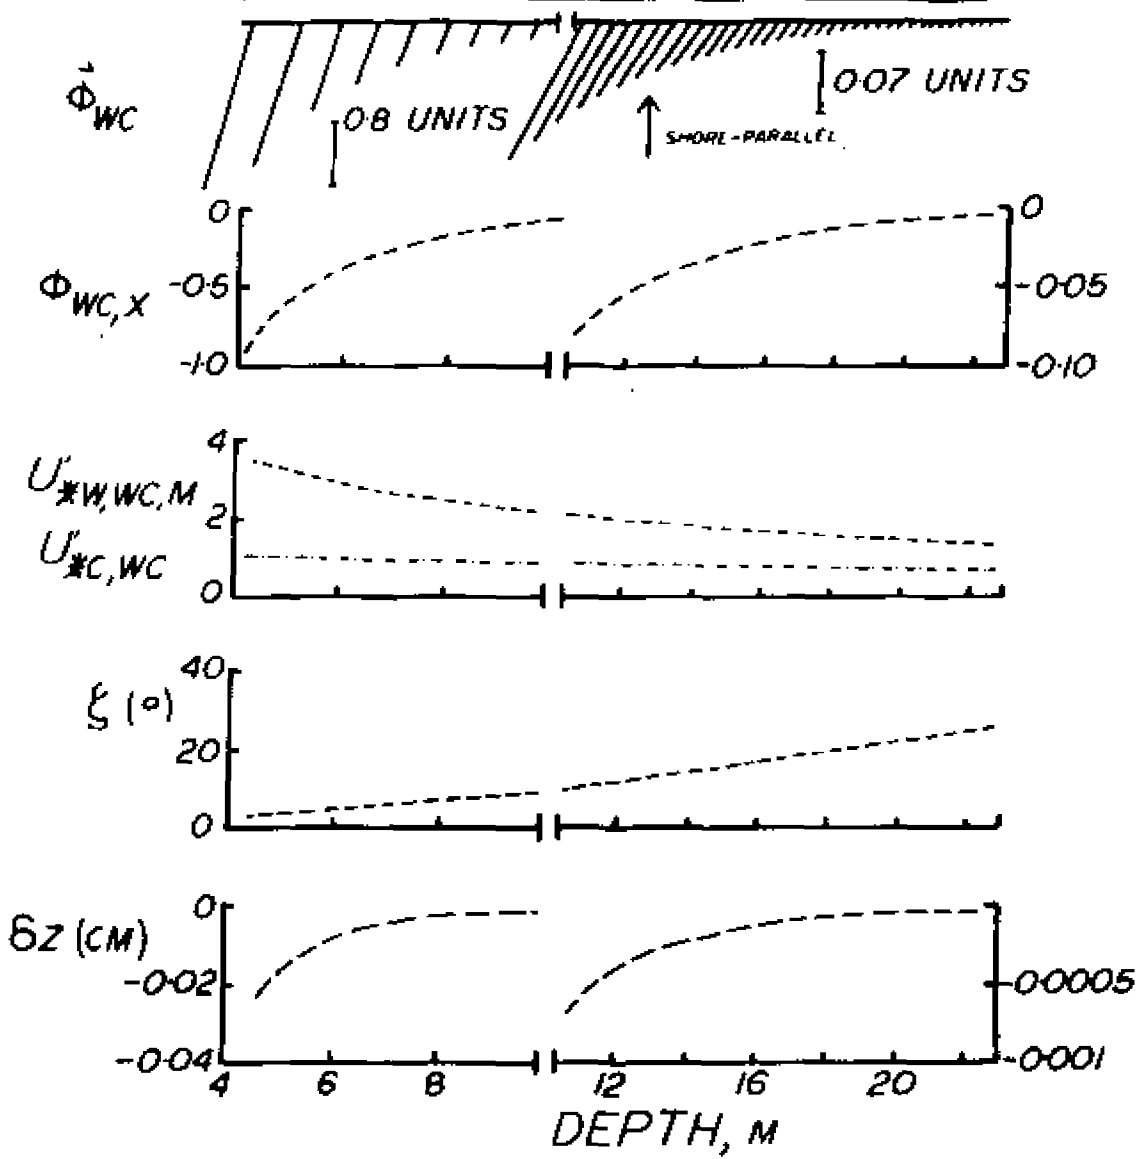 Φ⃗WC
0·8 UNITS
0·07 UNITS
SHORE-PARALLEL
ΦWC,X
0
-0·5
-1·0
0
-0·05
-0·10
U'*W,WC,M
U'*C,WC
4
2
0
ξ (°)
40
20
0
δZ (CM)
0
-0·02
-0·04
-0·0005
-0·001
4 6 8 12 16 20
DEPTH, M